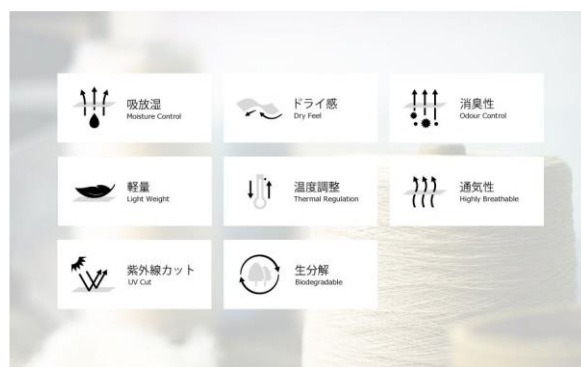 吸放湿
Moisture Control
ドライ感
Dry Feel
消臭性
Odour Control
軽量
Light Weight
温度調整
Thermal Regulation
通気性
Highly Breathable
紫外線カット
UV Cut
生分解
Biodegradable